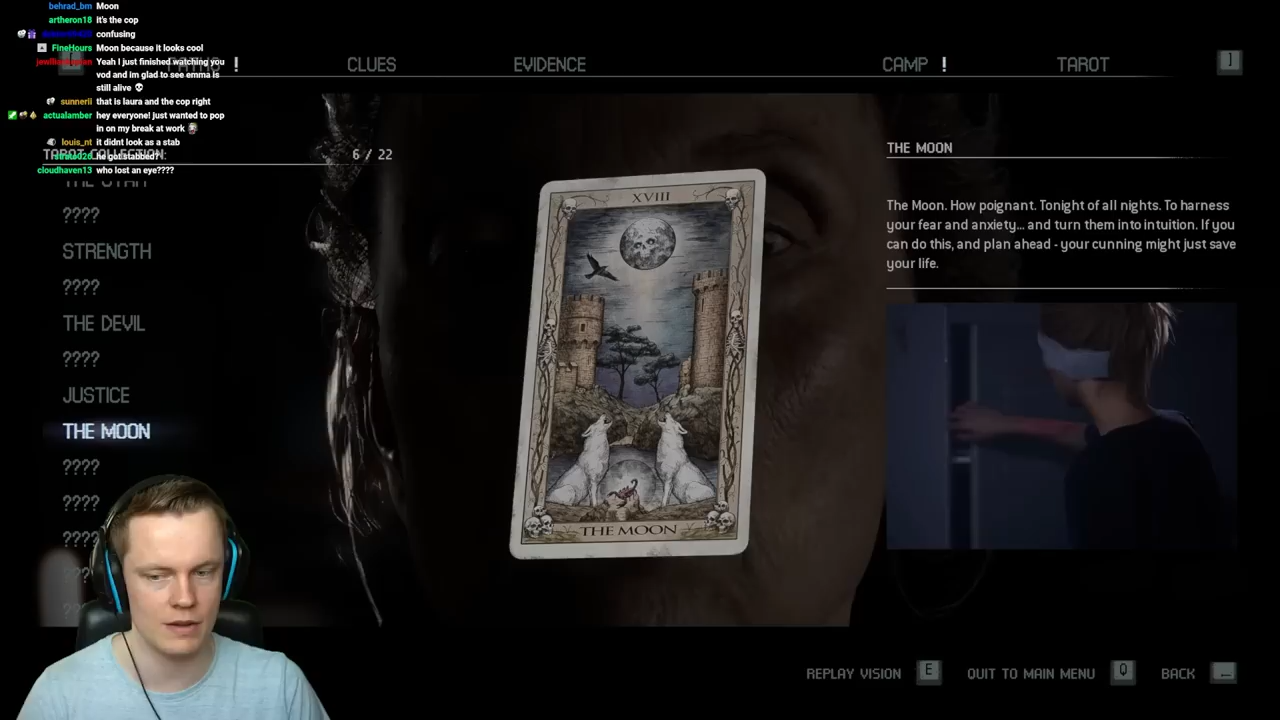 behrad_bm Moon
artheron18 it's the cop
confusing
FineHours Moon because it looks cool
Yeah I just finished watching you
vod and im glad to see emma is
still alive
sunnerii that is laura and the cop right
actualamber hey everyone! just wanted to pop
in on my break at work
louis_nt it didnt look as a stab
he got stabbed?
cloudhaven13 who lost an eye????
!
CLUES
EVIDENCE
CAMP !
TAROT
]
TAROT COLLECTION: 6 / 22
????
STRENGTH
????
THE DEVIL
????
JUSTICE
THE MOON
????
????
????
XVIII
THE MOON
THE MOON
The Moon. How poignant. Tonight of all nights. To harness
your fear and anxiety... and turn them into intuition. If you
can do this, and plan ahead - your cunning might just save
your life.
REPLAY VISION E
QUIT TO MAIN MENU Q
BACK